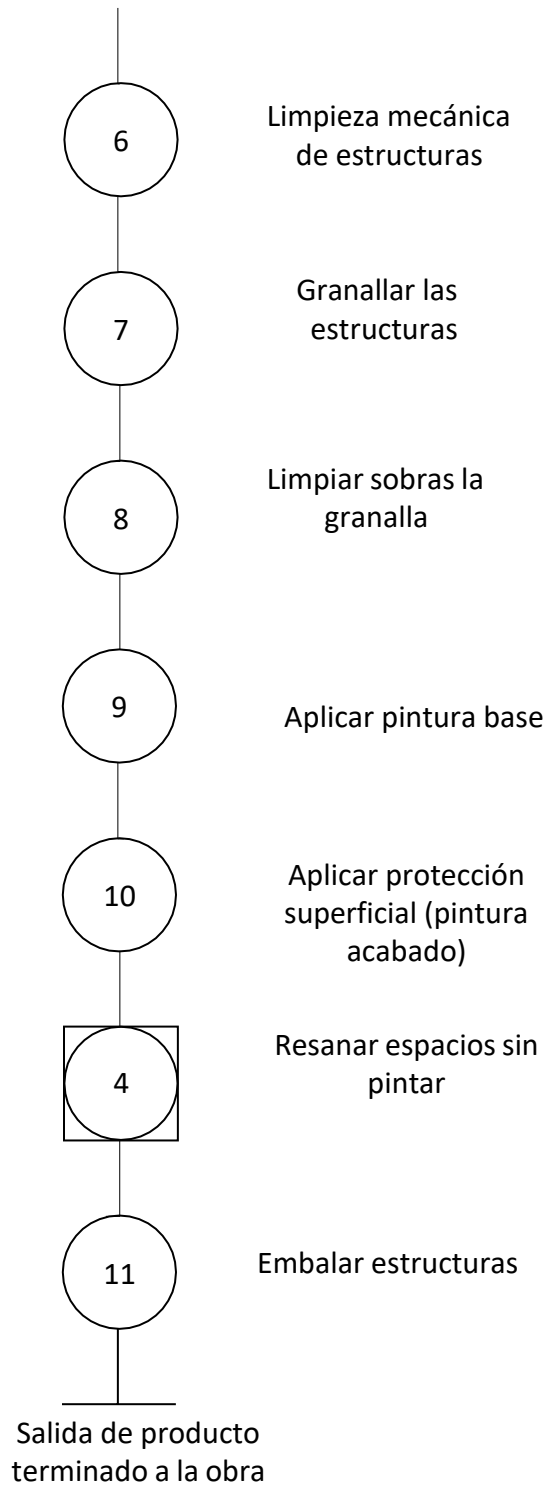 6
Limpieza mecánica
de estructuras
7
Granallar las
estructuras
8
Limpiar sobras la
granalla
9
Aplicar pintura base
10
Aplicar protección
superficial (pintura
acabado)
4
Resanar espacios sin
pintar
11
Embalar estructuras
Salida de producto
terminado a la obra